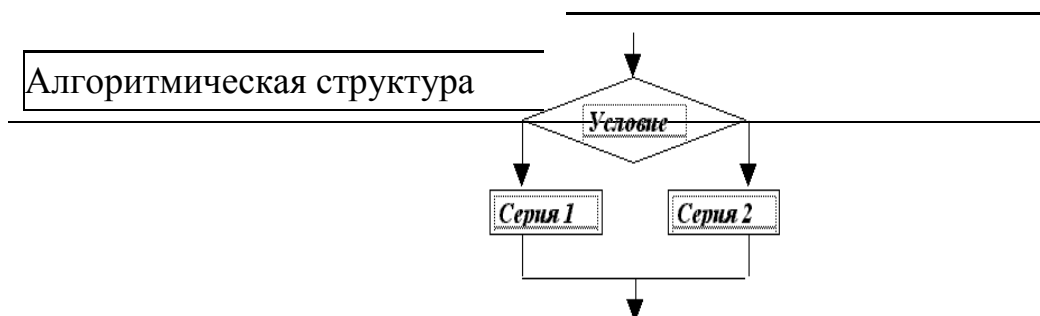 Алгоритмическая структура
Условие
Серия 1
Серия 2